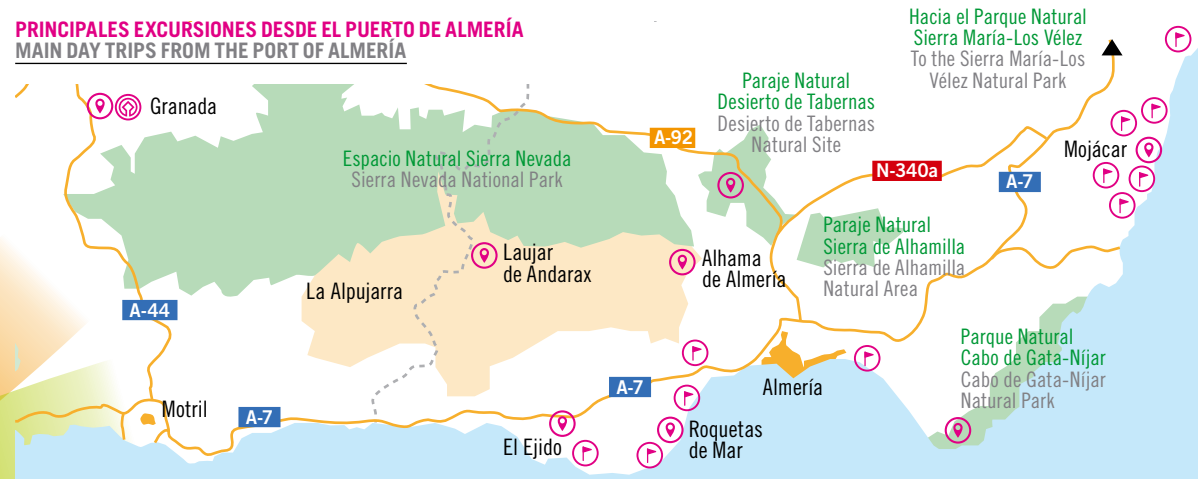 PRINCIPALES EXCURSIONES DESDE EL PUERTO DE ALMERÍA
MAIN DAY TRIPS FROM THE PORT OF ALMERÍA
Hacia el Parque Natural
Sierra María-Los Vélez
To the Sierra María-Los
Vélez Natural Park
Granada
Paraje Natural
Desierto de Tabernas
Desierto de Tabernas
Natural Site
A-92
Espacio Natural Sierra Nevada
Sierra Nevada National Park
N-340a
A-7
Mojácar
Laujar
de Andarax
Alhama
de Almería
Paraje Natural
Sierra de Alhamilla
Sierra de Alhamilla
Natural Area
La Alpujarra
A-44
Parque Natural
Cabo de Gata-Níjar
Cabo de Gata-Níjar
Natural Park
A-7
Almería
Motril
A-7
El Ejido
Roquetas
de Mar